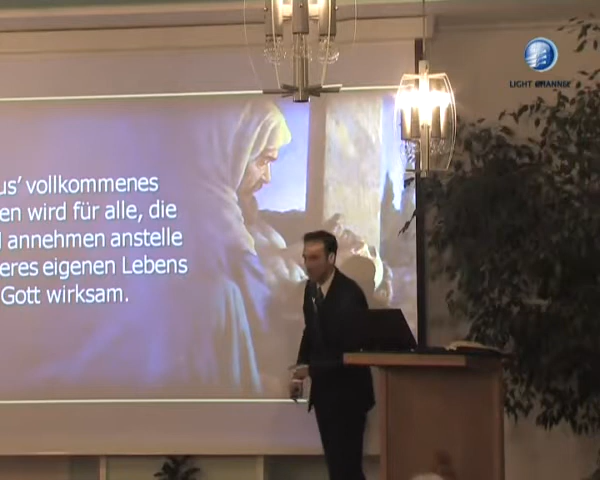 us' vollkommenes
en wird für alle, die
annehmen anstelle
eres eigenen Lebens
Gott wirksam.
LIGHT CHANNEL